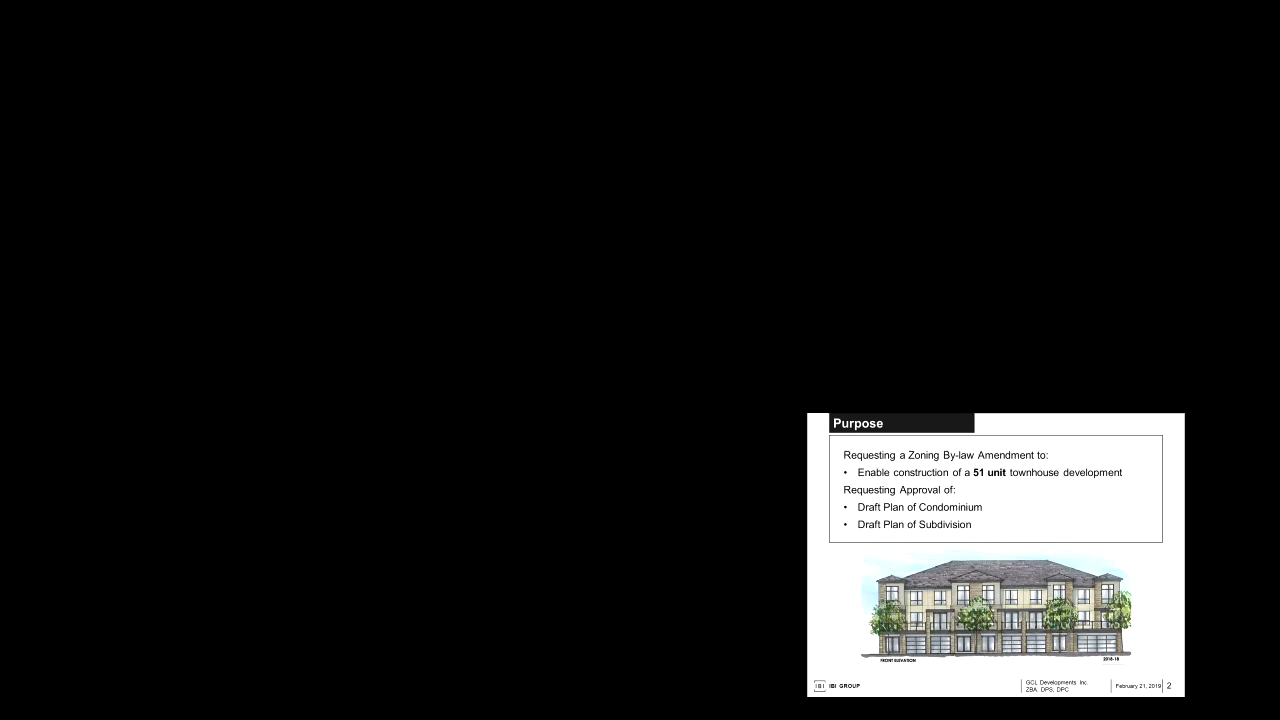 Purpose
Requesting a Zoning By-law Amendment to:
• Enable construction of a 51 unit townhouse development
Requesting Approval of:
• Draft Plan of Condominium
• Draft Plan of Subdivision
FRONT ELEVATION
2018-18
IBI IBI GROUP
GCL Developments Inc.
ZBA, DPS, DPC
February 21, 2019
2